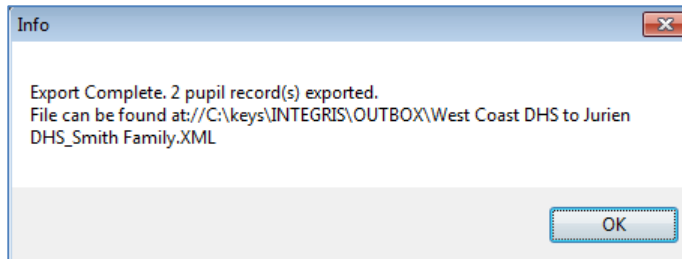 Info
Export Complete. 2 pupil record(s) exported.
File can be found at://C:\keys\INTEGRIS\OUTBOX\West Coast DHS to Jurien
DHS_Smith Family.XML
OK